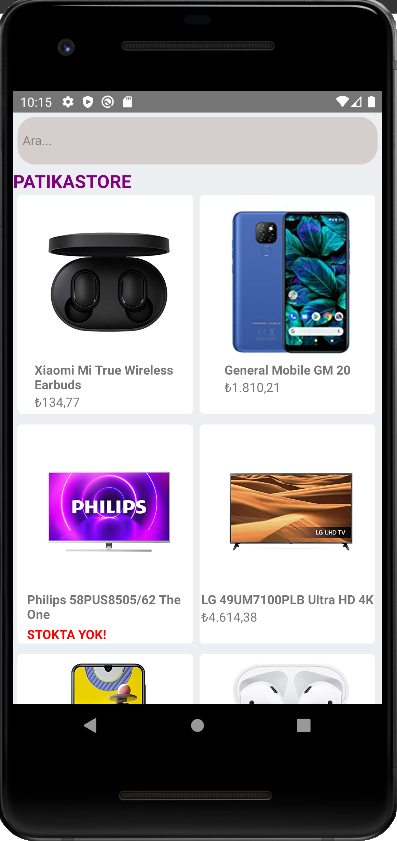 10:15
Ara...
PATIKASTORE
Xiaomi Mi True Wireless
Earbuds
₺134,77
General Mobile GM 20
₺1.810,21
PHILIPS
LG UHD TV
Philips 58PUS8505/62 The
One
STOKTA YOK!
LG 49UM7100PLB Ultra HD 4K
₺4.614,38